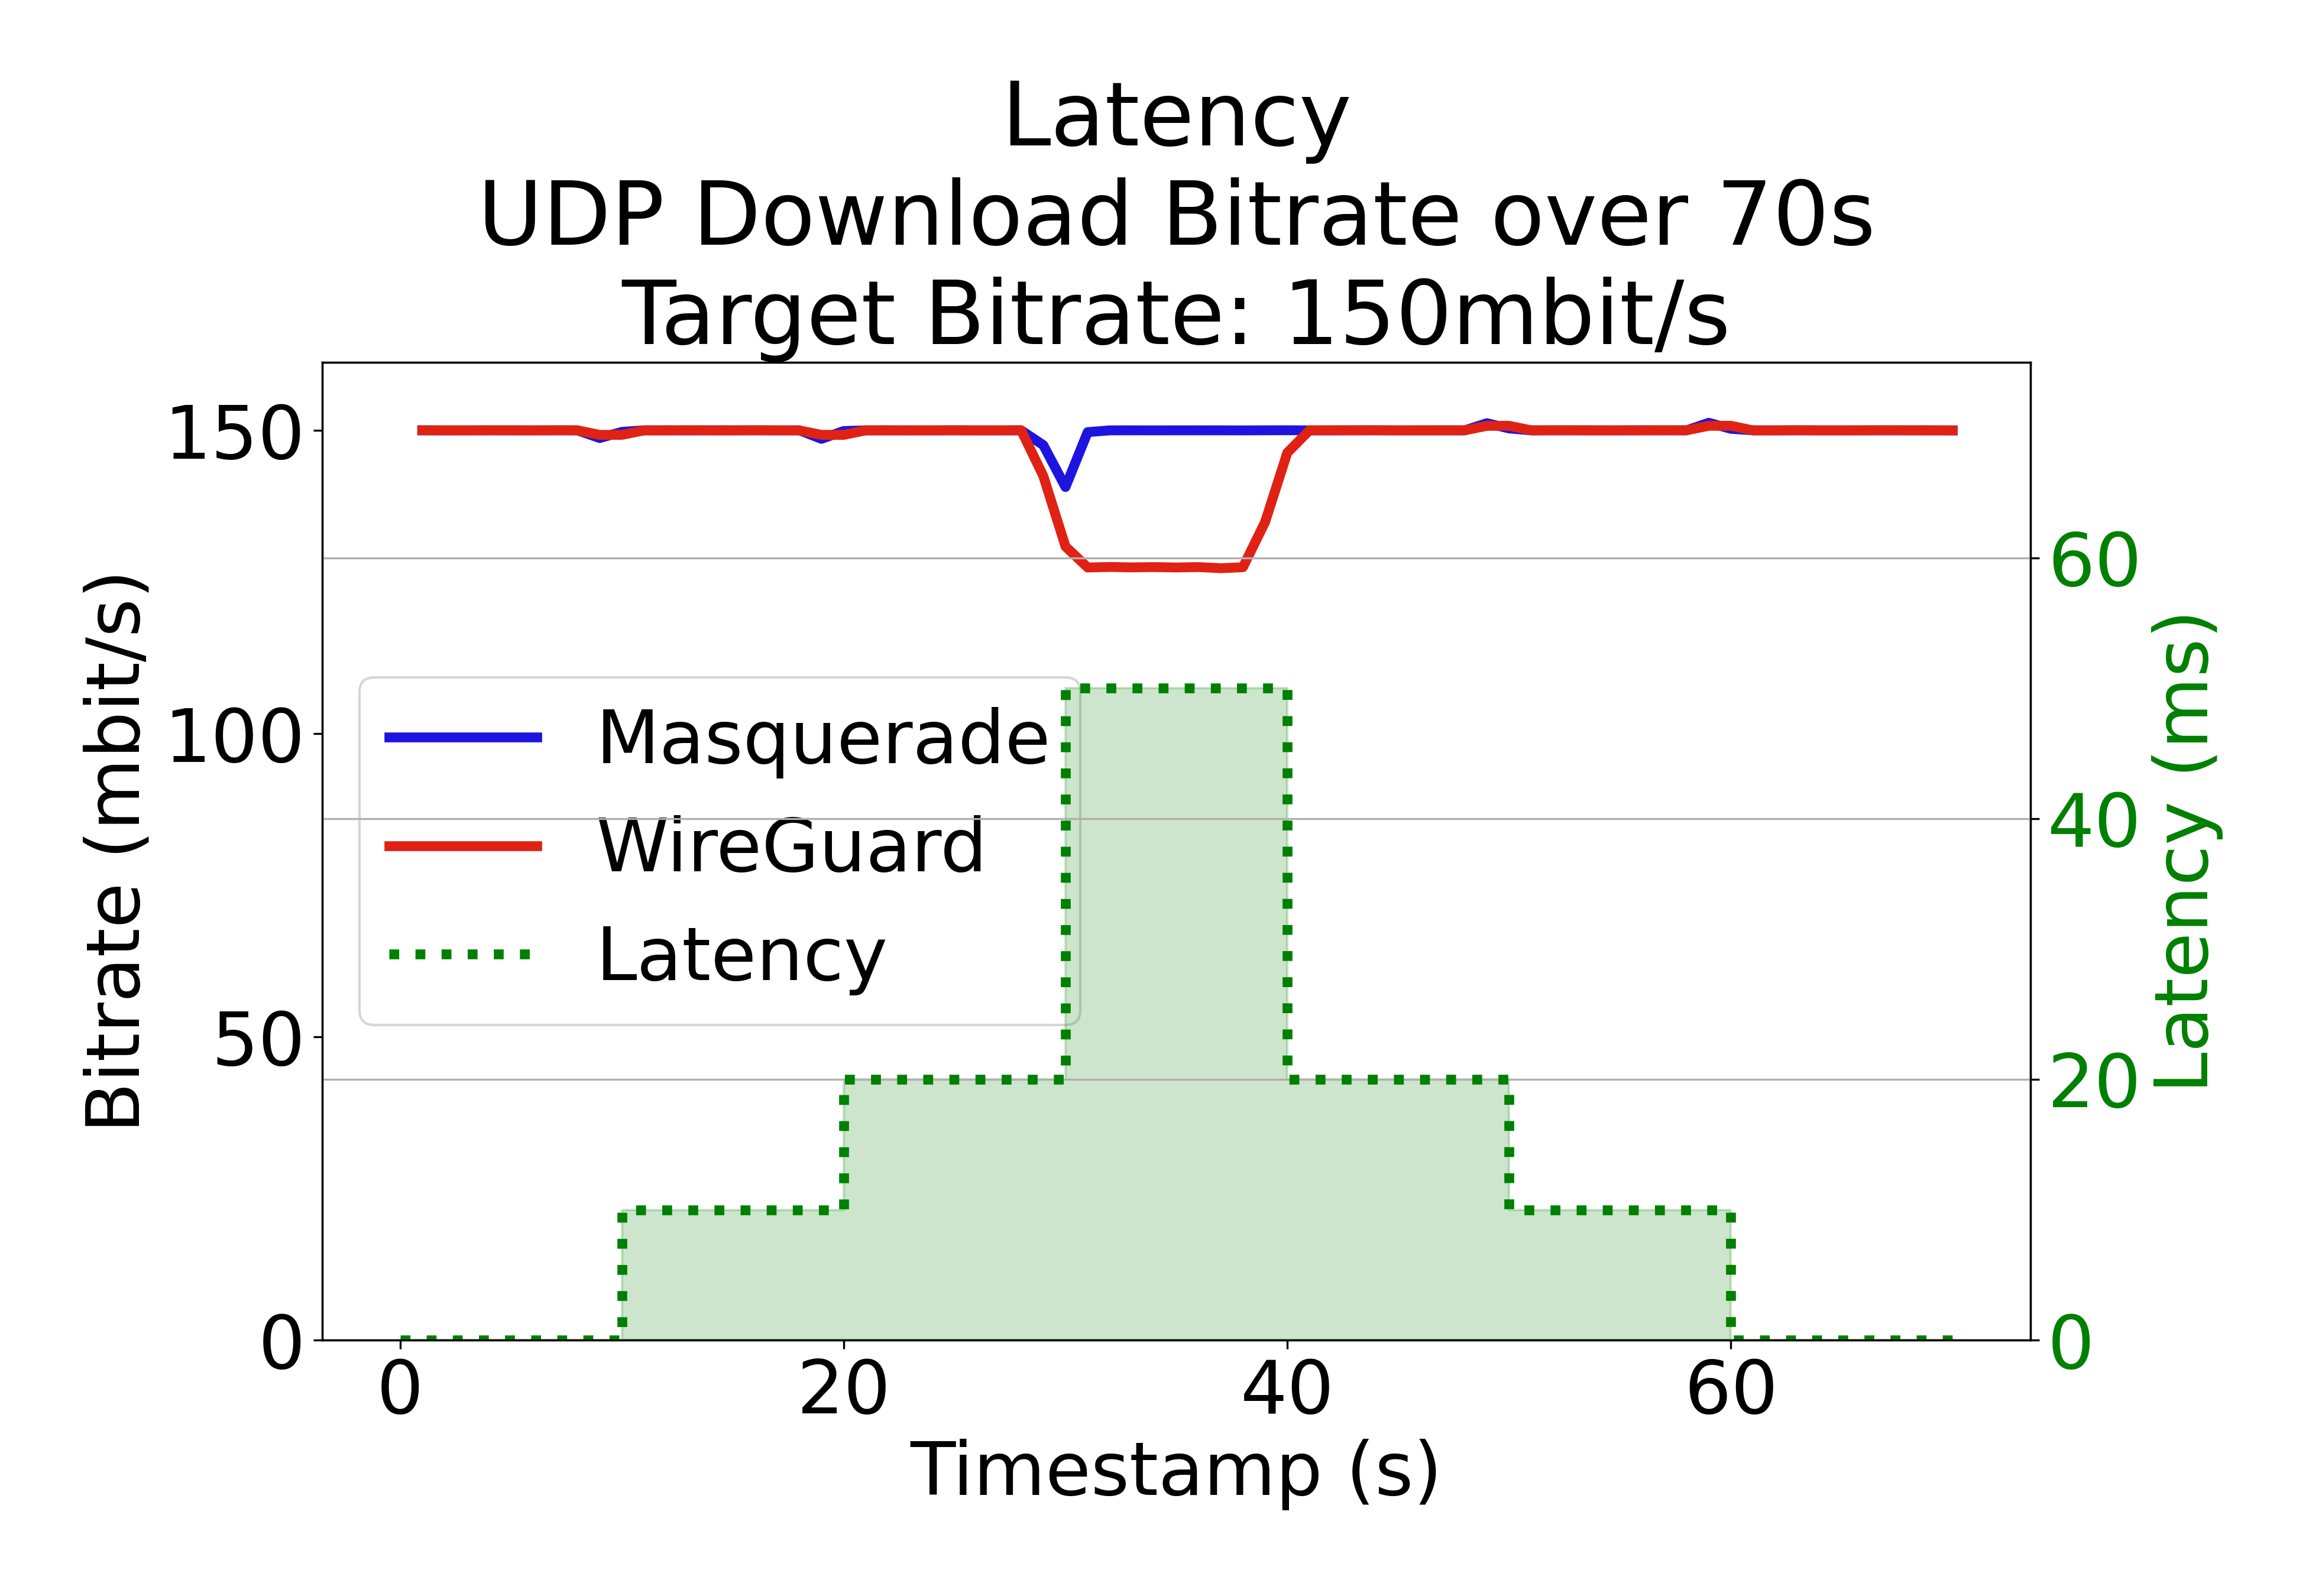 Latency
UDP Download Bitrate over 70s
Target Bitrate: 150mbit/s
Bitrate (mbit/s)
150
100
50
0
Masquerade
WireGuard
Latency
60
40
20
0
Latency (ms)
0 20 40 60
Timestamp (s)